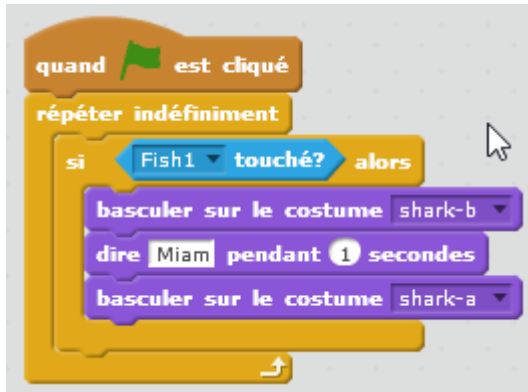 quand est cliqué
répéter indéfiniment
si Fish1 touché? alors
basculer sur le costume shark-b
dire Miam pendant 1 secondes
basculer sur le costume shark-a